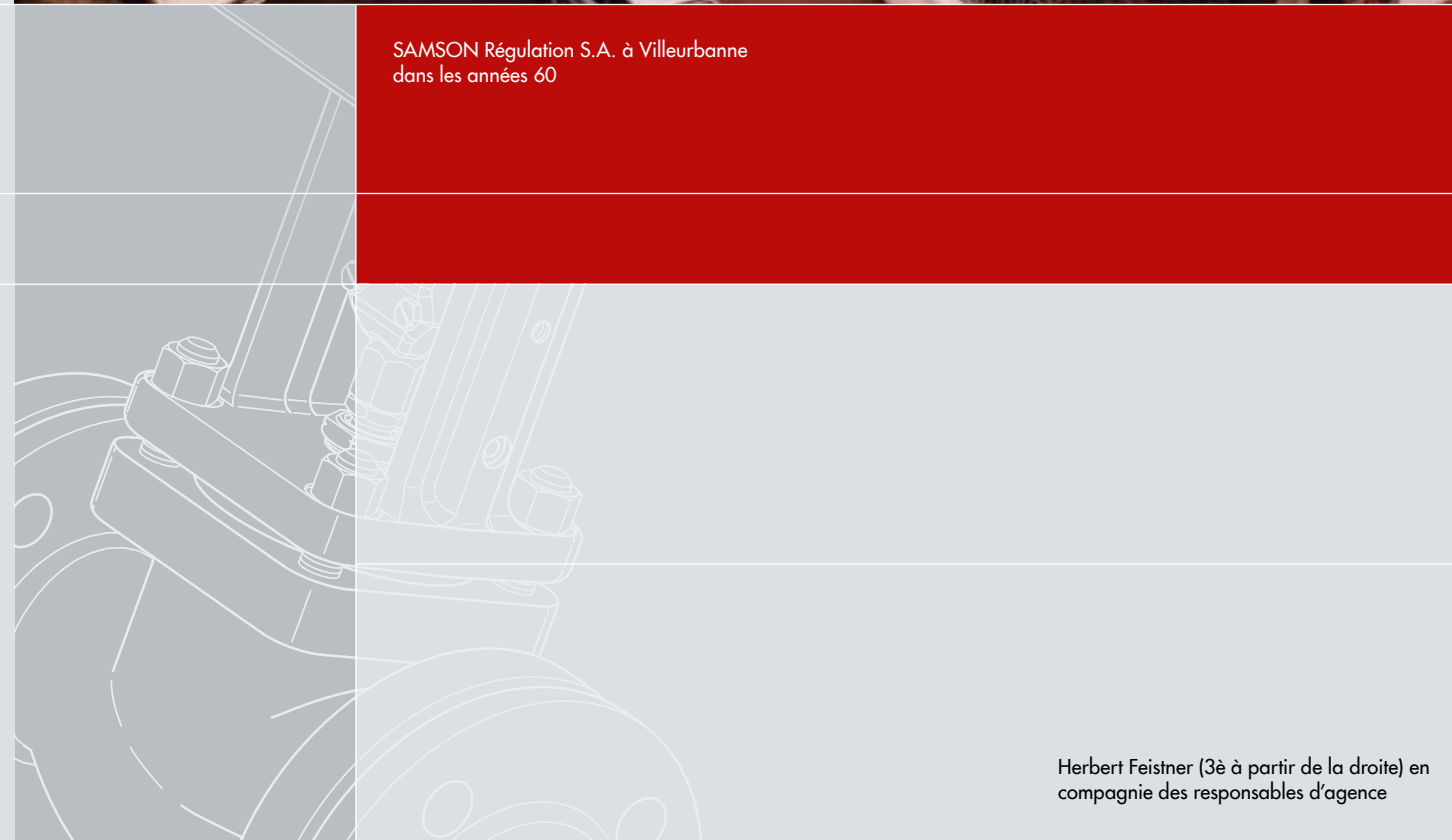 SAMSON Régulation S.A. à Villeurbanne
dans les années 60
Herbert Feistner (3è à partir de la droite) en
compagnie des responsables d’agence